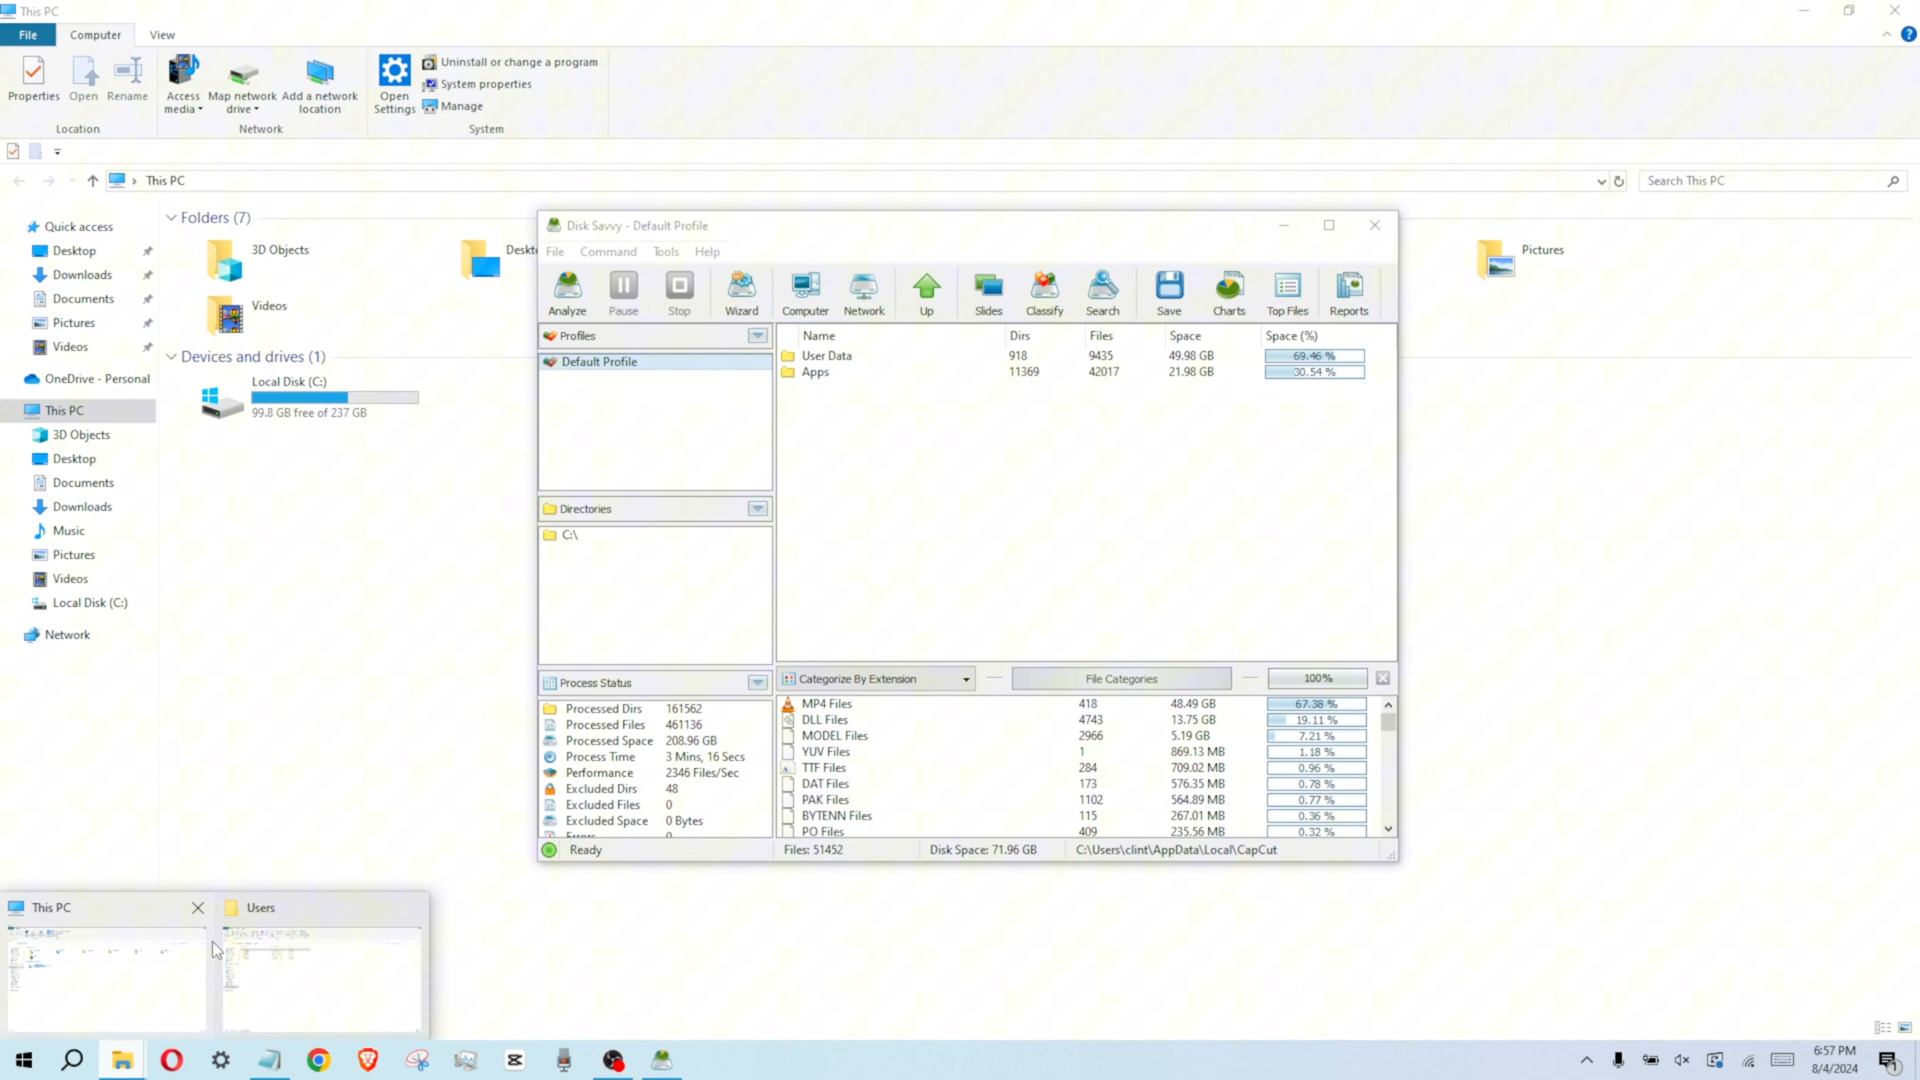 This PC
File
Computer
View
Properties
Open
Rename
Access media
Map network drive
Add a network location
Open Settings
Uninstall or change a program
System properties
Manage
Location
Network
System
This PC
Search This PC
Quick access
Desktop
Downloads
Documents
Pictures
Videos
OneDrive - Personal
This PC
3D Objects
Desktop
Documents
Downloads
Music
Pictures
Videos
Local Disk (C:)
Network
Folders (7)
3D Objects
Deskt
Pictures
Videos
Devices and drives (1)
Local Disk (C:)
99.8 GB free of 237 GB
Disk Savvy - Default Profile
File Command Tools Help
Analyze Pause Stop Wizard Computer Network Up Slides Classify Search Save Charts Top Files Reports
Profiles
Default Profile
Directories
C:\
Name Dirs Files Space Space (%)
User Data 918 9435 49.98 GB 69.46 %
Apps 11369 42017 21.98 GB 30.54 %
Process Status
Processed Dirs 161562
Processed Files 461136
Processed Space 208.96 GB
Process Time 3 Mins, 16 Secs
Performance 2346 Files/Sec
Excluded Dirs 48
Excluded Files 0
Excluded Space 0 Bytes
Errors 0
Categorize By Extension File Categories 100%
MP4 Files 418 48.49 GB 67.38 %
DLL Files 4743 13.75 GB 19.11 %
MODEL Files 2966 5.19 GB 7.21 %
YUV Files 1 869.13 MB 1.18 %
TTF Files 284 709.02 MB 0.96 %
DAT Files 173 576.35 MB 0.78 %
PAK Files 1102 564.89 MB 0.77 %
BYTENN Files 115 267.01 MB 0.36 %
PO Files 409 235.56 MB 0.32 %
Ready Files: 51452 Disk Space: 71.96 GB C:\Users\clint\AppData\Local\CapCut
This PC
Users
6:57 PM
8/4/2024
1